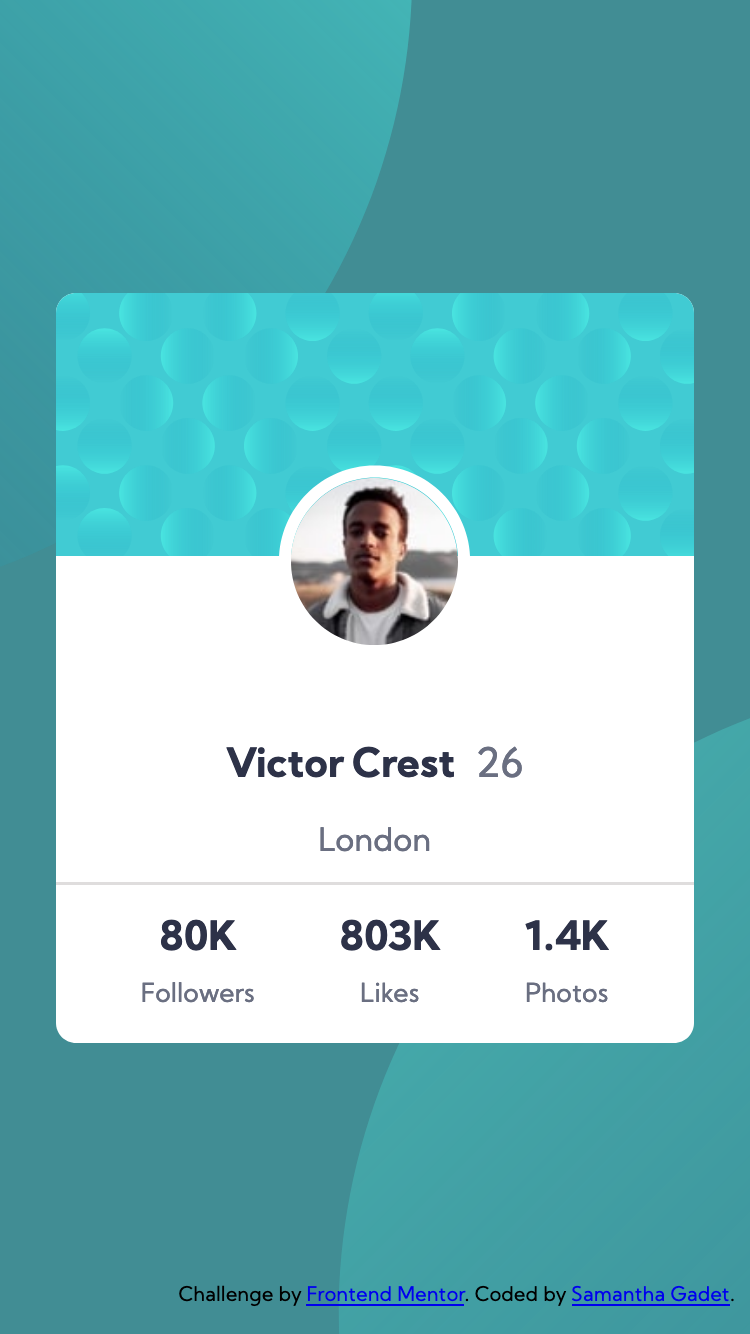 Victor Crest 26
London
80K 803K 1.4K
Followers Likes Photos
Challenge by Frontend Mentor. Coded by Samantha Gadet.